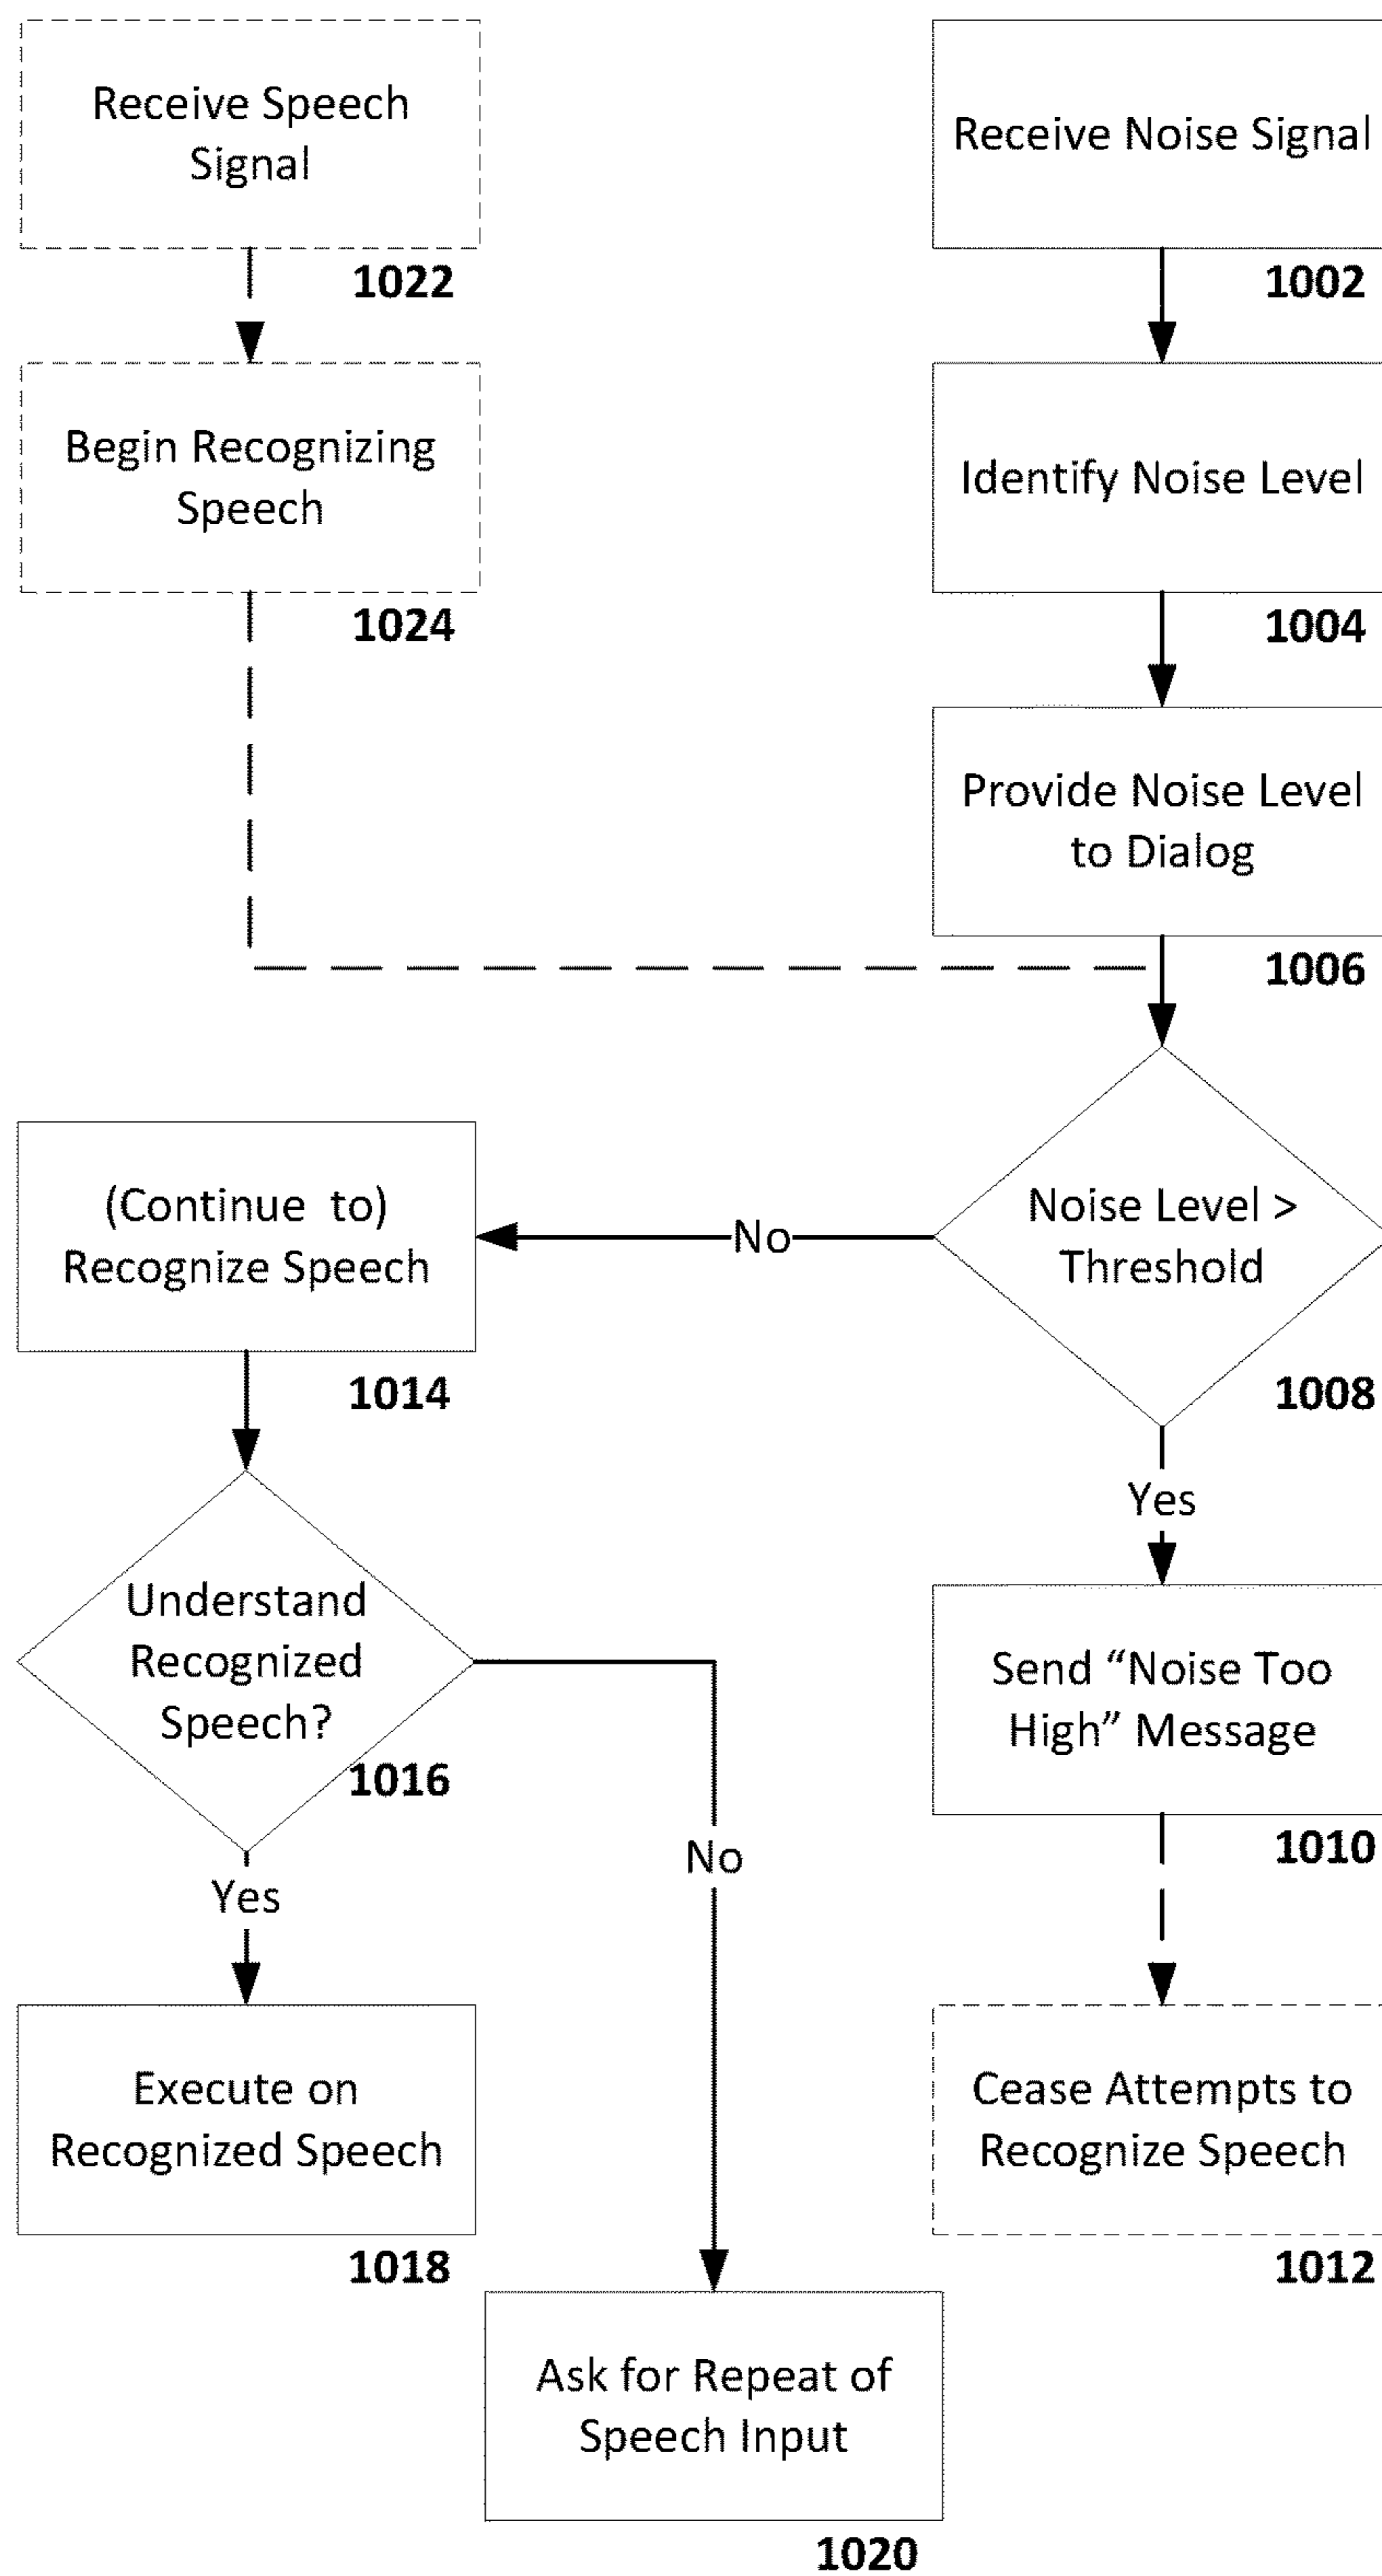 Receive Speech
Signal
1022
Receive Noise Signal
1002
Begin Recognizing
Speech
1024
Identify Noise Level
1004
Provide Noise Level
to Dialog
1006
Noise Level >
Threshold
1008
No
(Continue to)
Recognize Speech
1014
Yes
Understand
Recognized
Speech?
1016
Send “Noise Too
High” Message
1010
No
Yes
Execute on
Recognized Speech
1018
Cease Attempts to
Recognize Speech
1012
Ask for Repeat of
Speech Input
1020